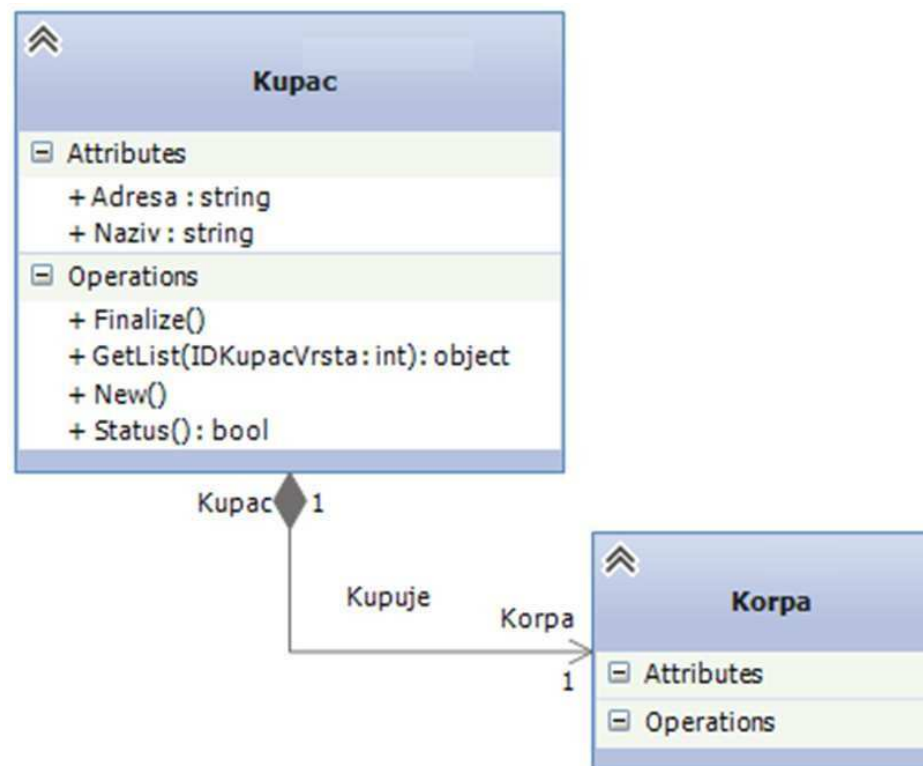 Kupac
Attributes
+ Adresa : string
+ Naziv : string
Operations
+ Finalize()
+ GetList(IDKupacVrsta : int) : object
+ New()
+ Status() : bool
Kupac 1
Kupuje
Korpa
1
Korpa
Attributes
Operations